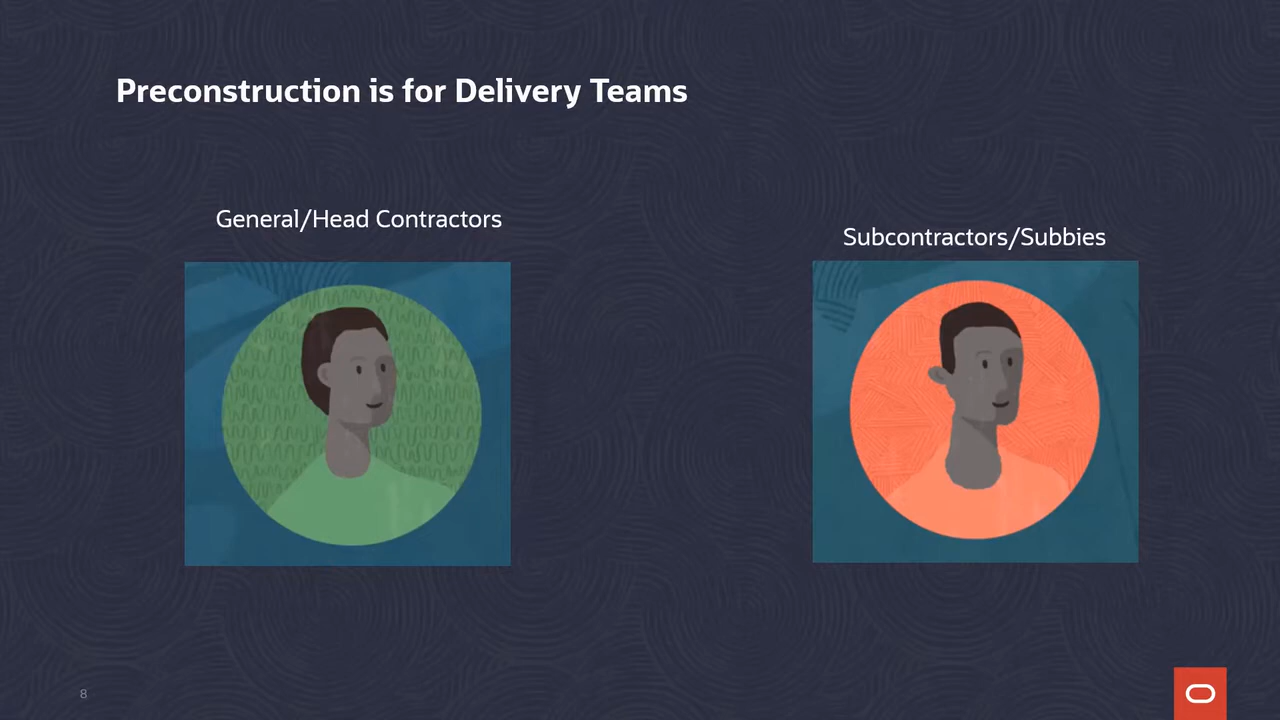 Preconstruction is for Delivery Teams
General/Head Contractors
Subcontractors/Subbies
8